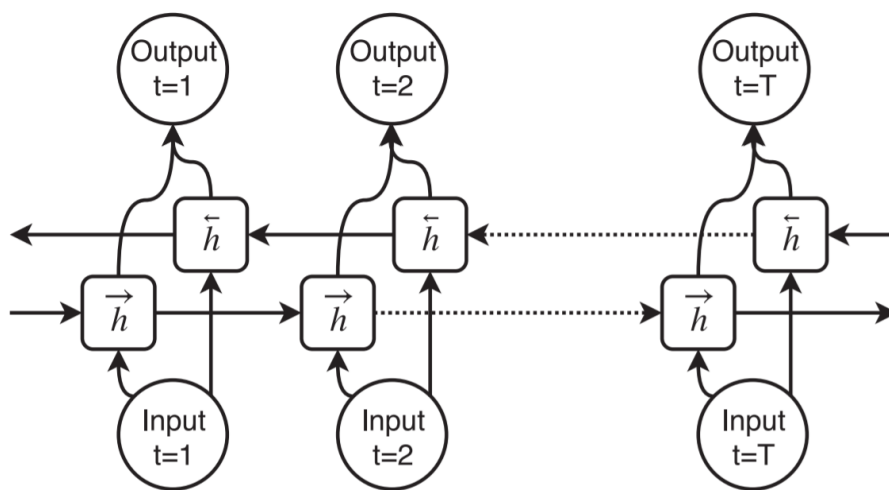 Output
t=1
Output
t=2
Output
t=T
←h
←h
←h
→h
→h
→h
Input
t=1
Input
t=2
Input
t=T